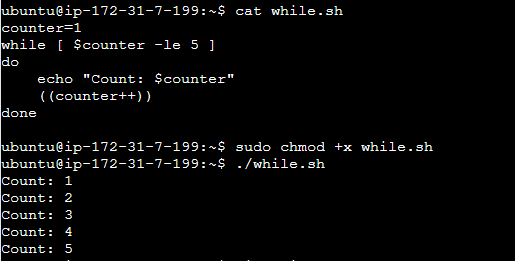 ubuntu@ip-172-31-7-199:~$ cat while.sh
counter=1
while [ $counter -le 5 ]
do
    echo "Count: $counter"
    ((counter++))
done
ubuntu@ip-172-31-7-199:~$ sudo chmod +x while.sh
ubuntu@ip-172-31-7-199:~$ ./while.sh
Count: 1
Count: 2
Count: 3
Count: 4
Count: 5